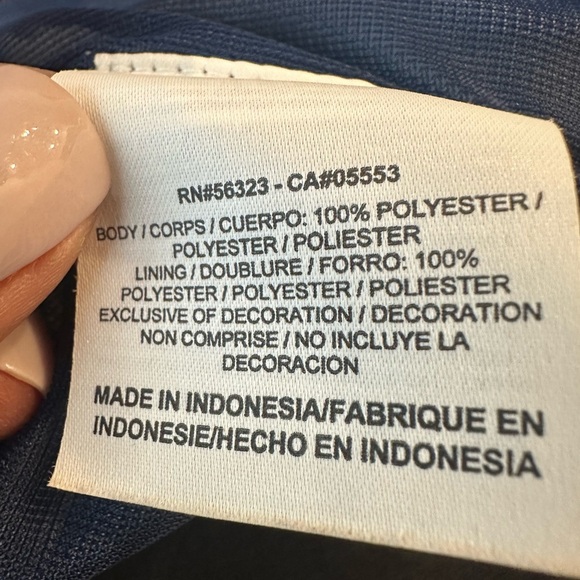 RN#56323 - CA#05553
BODY / CORPS / CUERPO: 100% POLYESTER /
POLYESTER / POLIESTER
LINING / DOUBLURE / FORRO: 100%
POLYESTER / POLYESTER / POLIESTER
EXCLUSIVE OF DECORATION / DECORATION
NON COMPRISE / NO INCLUYE LA
DECORACION
MADE IN INDONESIA/FABRIQUE EN
INDONESIE/HECHO EN INDONESIA